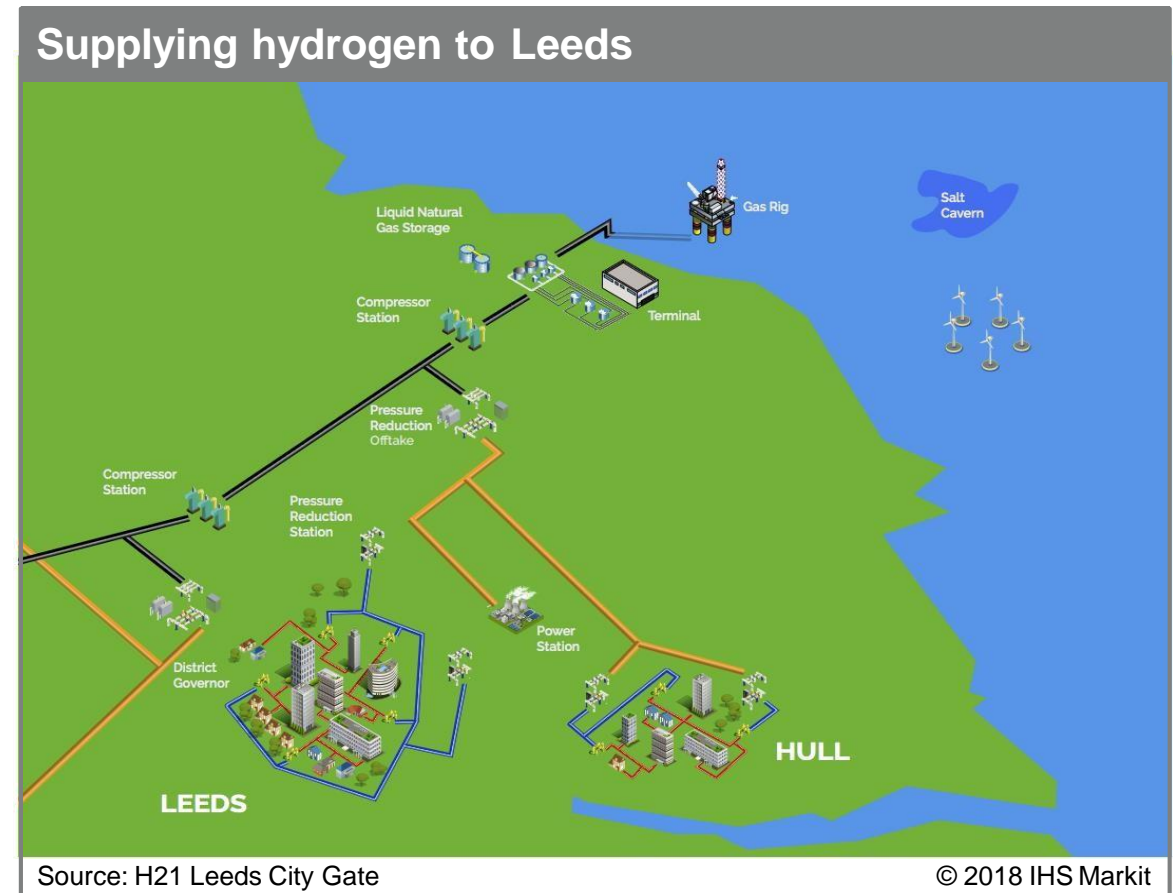 Supplying hydrogen to Leeds
Liquid Natural
Gas Storage
Gas Rig
Salt
Cavern
Compressor
Station
Terminal
Pressure
Reduction
Offtake
Compressor
Station
Pressure
Reduction
Station
Power
Station
District
Governor
HULL
LEEDS
Source: H21 Leeds City Gate
© 2018 IHS Markit